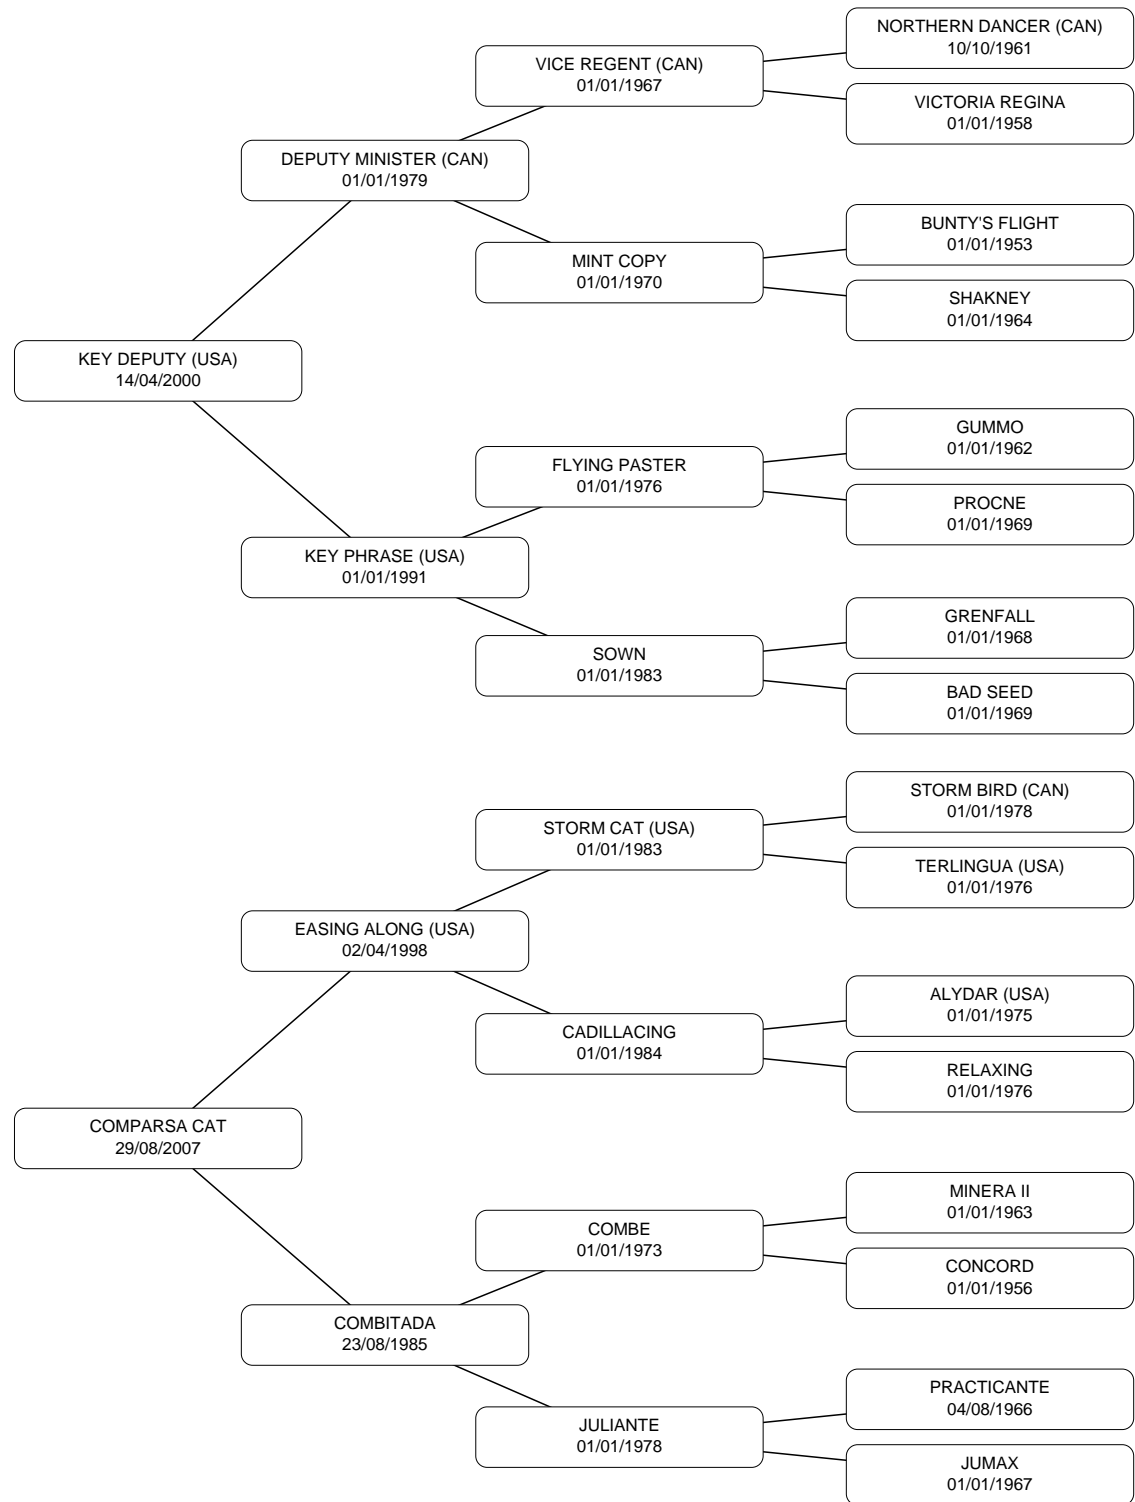 NORTHERN DANCER (CAN)
10/10/1961
VICE REGENT (CAN)
01/01/1967
VICTORIA REGINA
01/01/1958
DEPUTY MINISTER (CAN)
01/01/1979
BUNTY'S FLIGHT
01/01/1953
MINT COPY
01/01/1970
SHAKNEY
01/01/1964
KEY DEPUTY (USA)
14/04/2000
GUMMO
01/01/1962
FLYING PASTER
01/01/1976
PROCNE
01/01/1969
KEY PHRASE (USA)
01/01/1991
GRENFALL
01/01/1968
SOWN
01/01/1983
BAD SEED
01/01/1969
STORM BIRD (CAN)
01/01/1978
STORM CAT (USA)
01/01/1983
TERLINGUA (USA)
01/01/1976
EASING ALONG (USA)
02/04/1998
ALYDAR (USA)
01/01/1975
CADILLACING
01/01/1984
RELAXING
01/01/1976
COMPARSA CAT
29/08/2007
MINERA II
01/01/1963
COMBE
01/01/1973
CONCORD
01/01/1956
COMBITADA
23/08/1985
PRACTICANTE
04/08/1966
JULIANTE
01/01/1978
JUMAX
01/01/1967